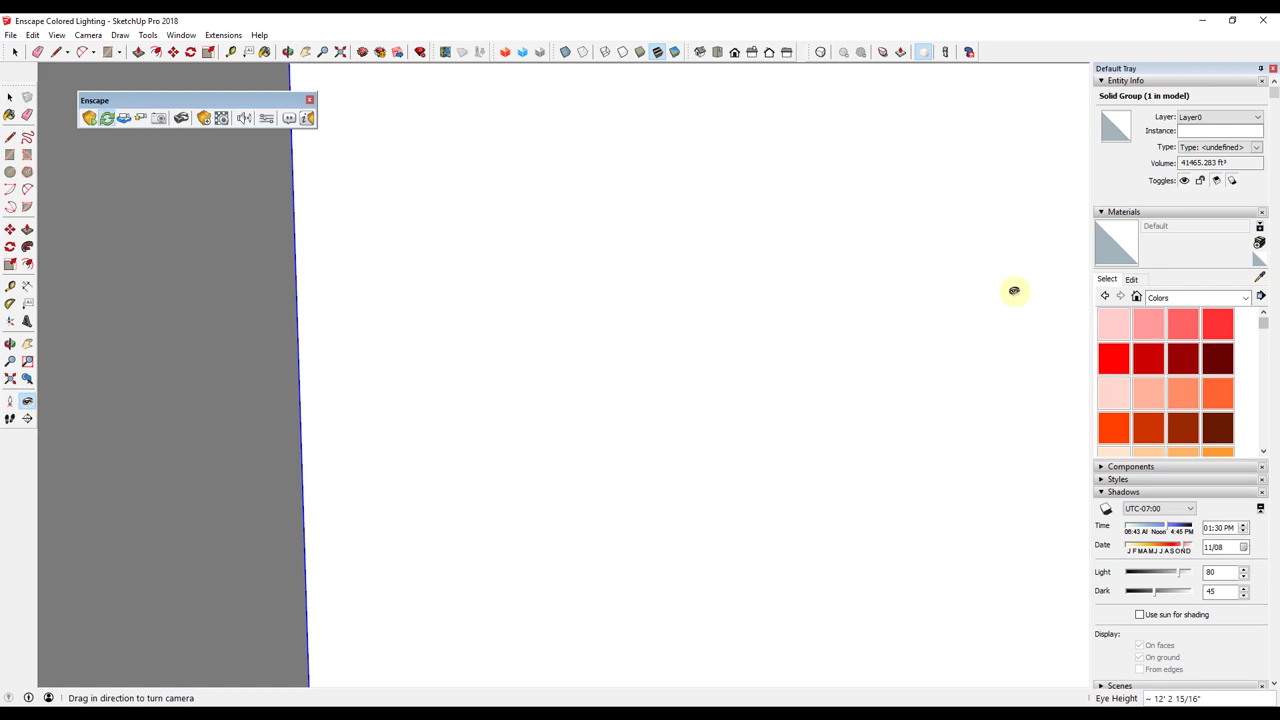 Enscape Colored Lighting - SketchUp Pro 2018
File Edit View Camera Draw Tools Window Extensions Help
Enscape
Default Tray
Entity Info
Solid Group (1 in model)
Layer: Layer0
Instance:
Type: Type: <undefined>
Volume: 41465.283 ft³
Toggles:
Materials
Default
Select Edit
Colors
Components
Styles
Shadows
UTC-07:00
Time 01:30 PM
06:43 AM Noon 4:45 PM
Date 11/08
J F M A M J J A S O N D
Light 80
Dark 45
Use sun for shading
Display:
On faces
On ground
From edges
Scenes
Drag in direction to turn camera
Eye Height ~ 12' 2 15/16"